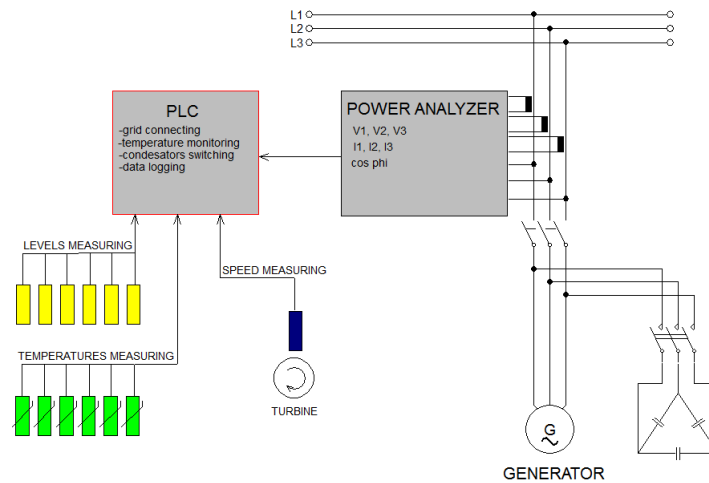 L1
L2
L3
PLC
-grid connecting
-temperature monitoring
-condesators switching
-data logging
POWER ANALYZER
V1, V2, V3
I1, I2, I3
cos phi
LEVELS MEASURING
SPEED MEASURING
TEMPERATURES MEASURING
TURBINE
G
GENERATOR